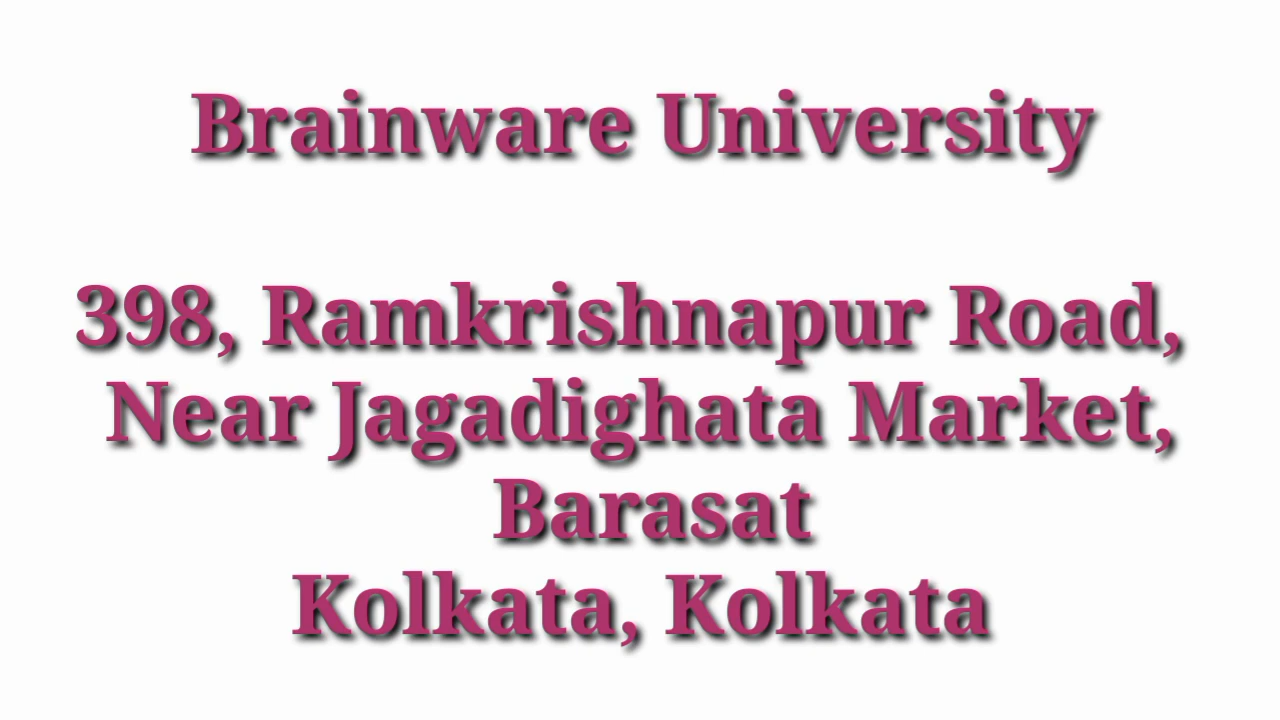 Brainware University
398, Ramkrishnapur Road,
Near Jagadighata Market,
Barasat
Kolkata, Kolkata